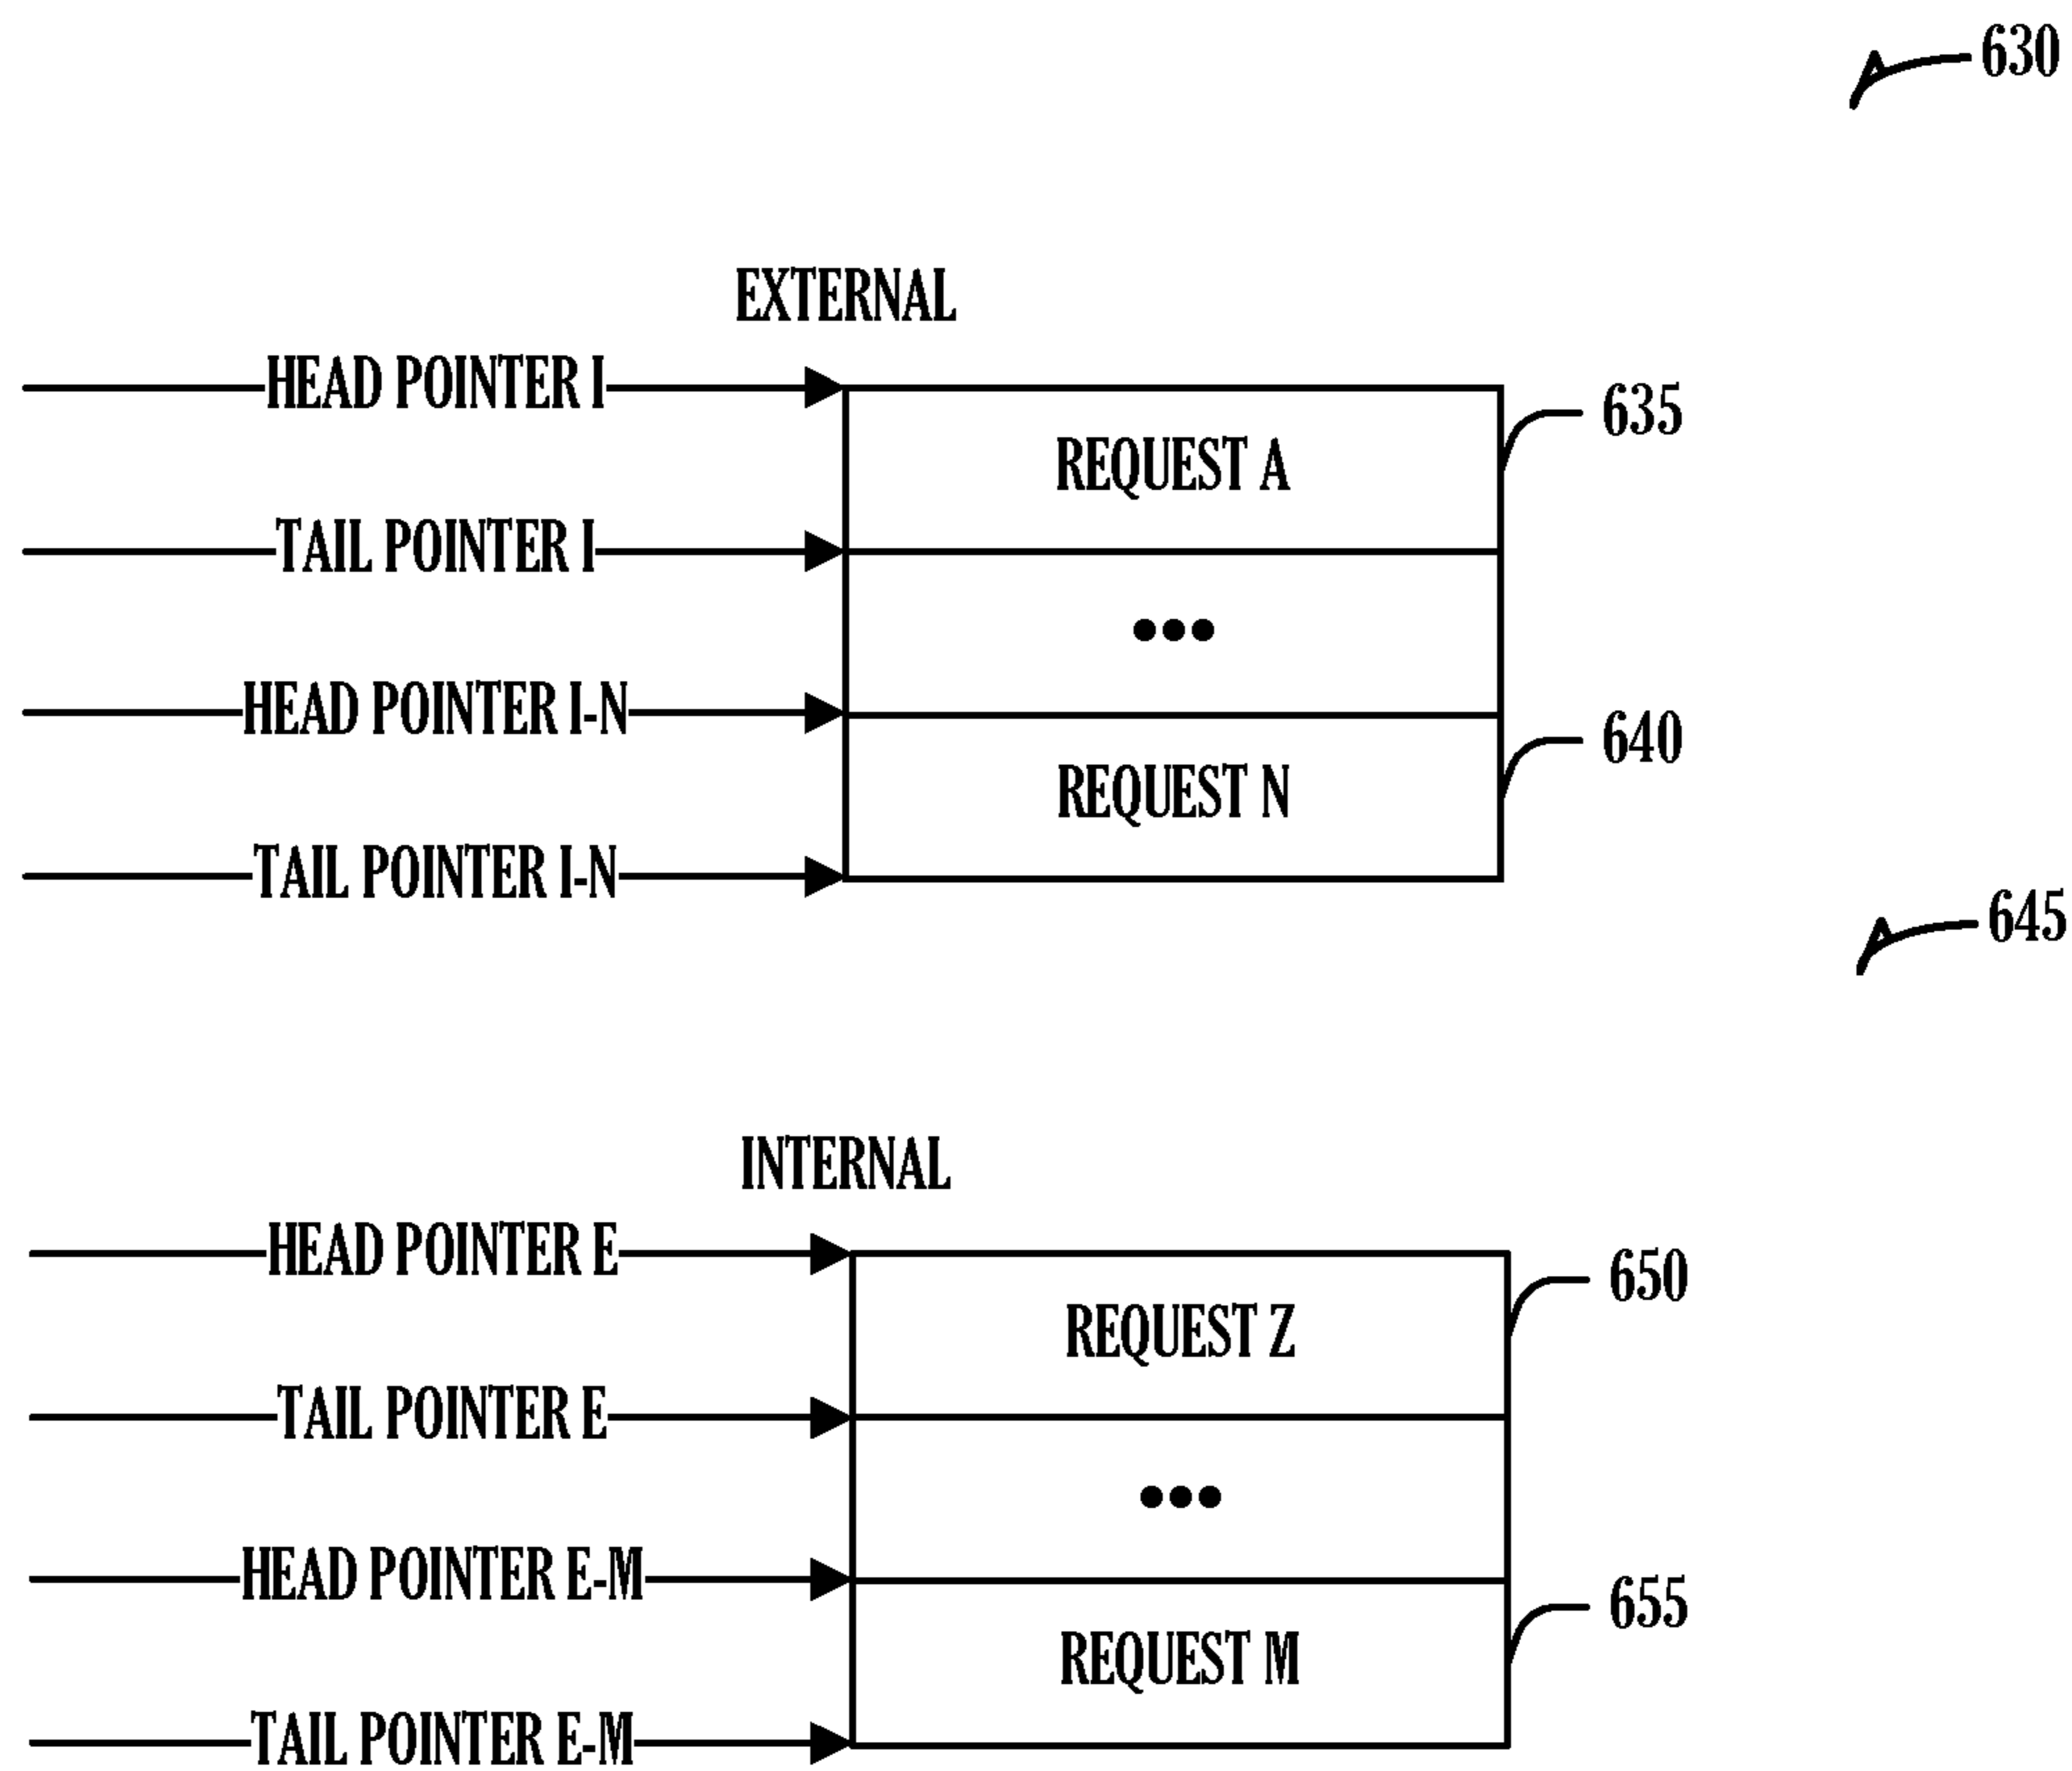 630
EXTERNAL
HEAD POINTER I
635
REQUEST A
TAIL POINTER I
HEAD POINTER I-N
640
REQUEST N
TAIL POINTER I-N
645
INTERNAL
HEAD POINTER E
650
REQUEST Z
TAIL POINTER E
HEAD POINTER E-M
655
REQUEST M
TAIL POINTER E-M